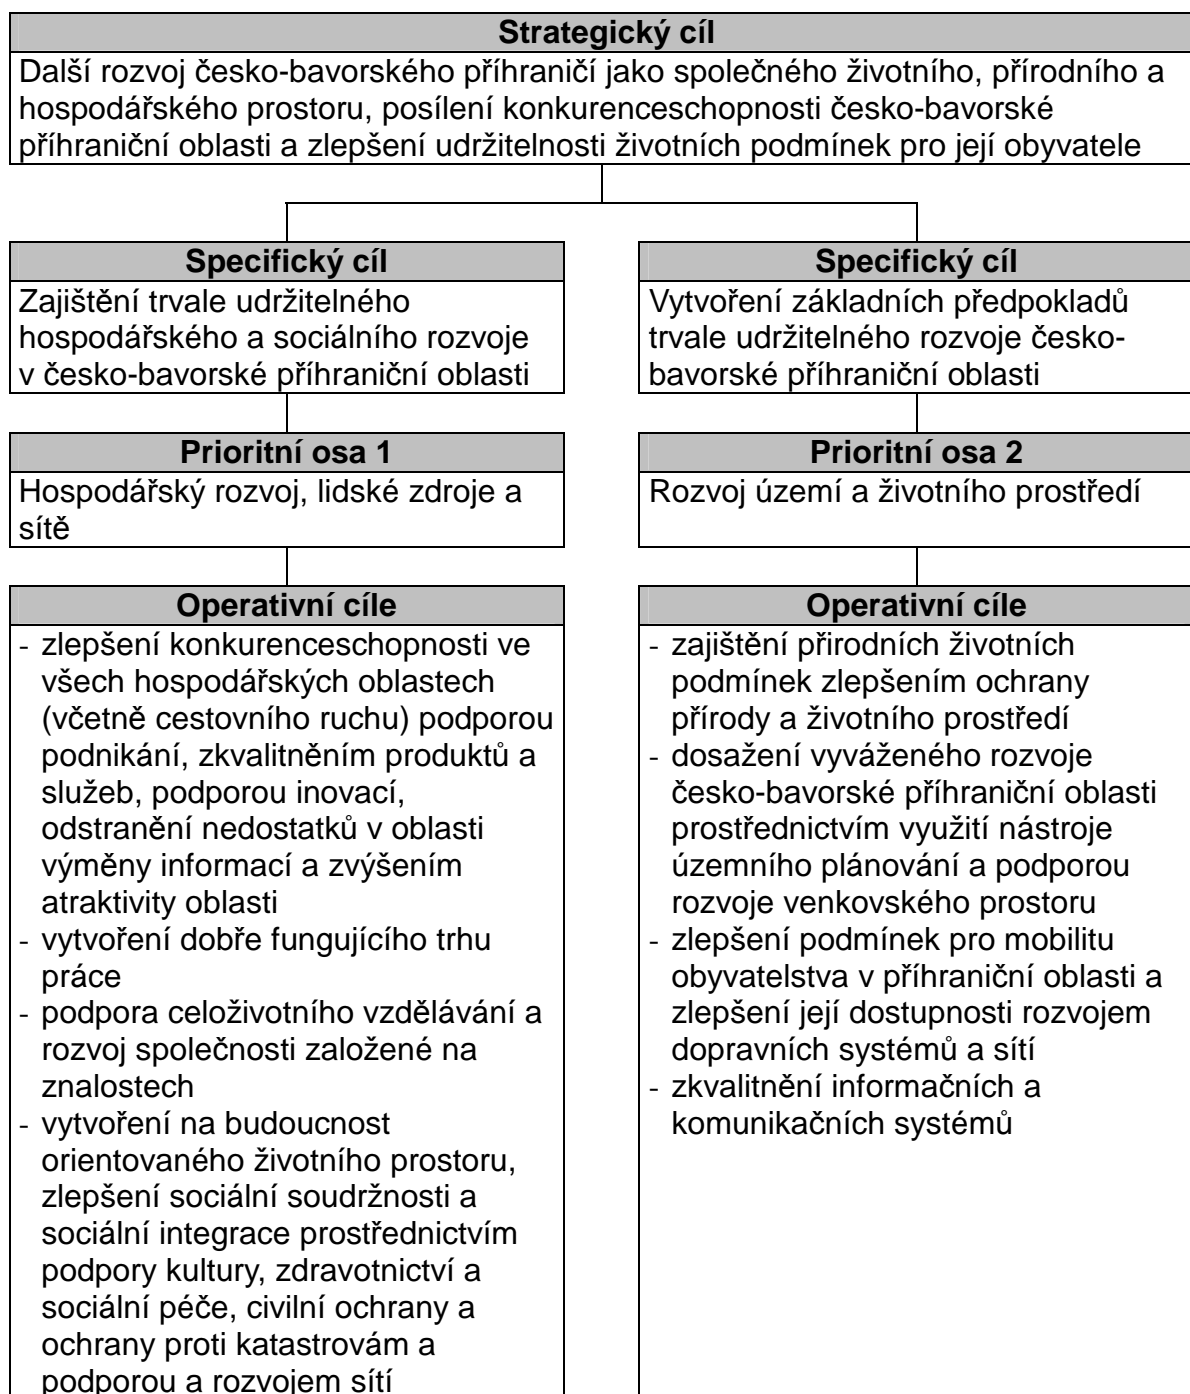 Strategický cíl
Další rozvoj česko-bavorského příhraničí jako společného životního, přírodního a
hospodářského prostoru, posílení konkurenceschopnosti česko-bavorské
příhraniční oblasti a zlepšení udržitelnosti životních podmínek pro její obyvatele
Specifický cíl
Zajištění trvale udržitelného
hospodářského a sociálního rozvoje
v česko-bavorské příhraniční oblasti
Prioritní osa 1
Hospodářský rozvoj, lidské zdroje a
sítě
Operativní cíle
- zlepšení konkurenceschopnosti ve
všech hospodářských oblastech
(včetně cestovního ruchu) podporou
podnikání, zkvalitněním produktů a
služeb, podporou inovací,
odstranění nedostatků v oblasti
výměny informací a zvýšením
atraktivity oblasti
- vytvoření dobře fungujícího trhu
práce
- podpora celoživotního vzdělávání a
rozvoj společnosti založené na
znalostech
- vytvoření na budoucnost
orientovaného životního prostoru,
zlepšení sociální soudržnosti a
sociální integrace prostřednictvím
podpory kultury, zdravotnictví a
sociální péče, civilní ochrany a
ochrany proti katastrovám a
podporou a rozvojem sítí
Specifický cíl
Vytvoření základních předpokladů
trvale udržitelného rozvoje česko-
bavorské příhraniční oblasti
Prioritní osa 2
Rozvoj území a životního prostředí
Operativní cíle
- zajištění přirodních životních
podmínek zlepšením ochrany
přírody a životního prostředí
- dosažení vyváženého rozvoje
česko-bavorské příhraniční oblasti
prostřednictvím využití nástroje
územního plánování a podporou
rozvoje venkovského prostoru
- zlepšení podmínek pro mobilitu
obyvatelstva v příhraniční oblasti a
zlepšení její dostupnosti rozvojem
dopravních systémů a sítí
- zkvalitnění informačních a
komunikačních systémů